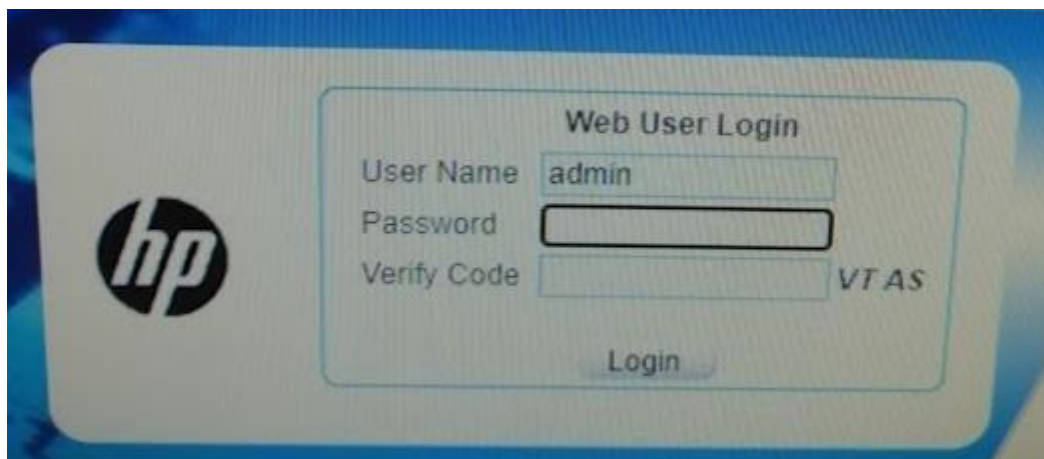 Web User Login
User Name admin
Password
Verify Code VT AS
hp
Login